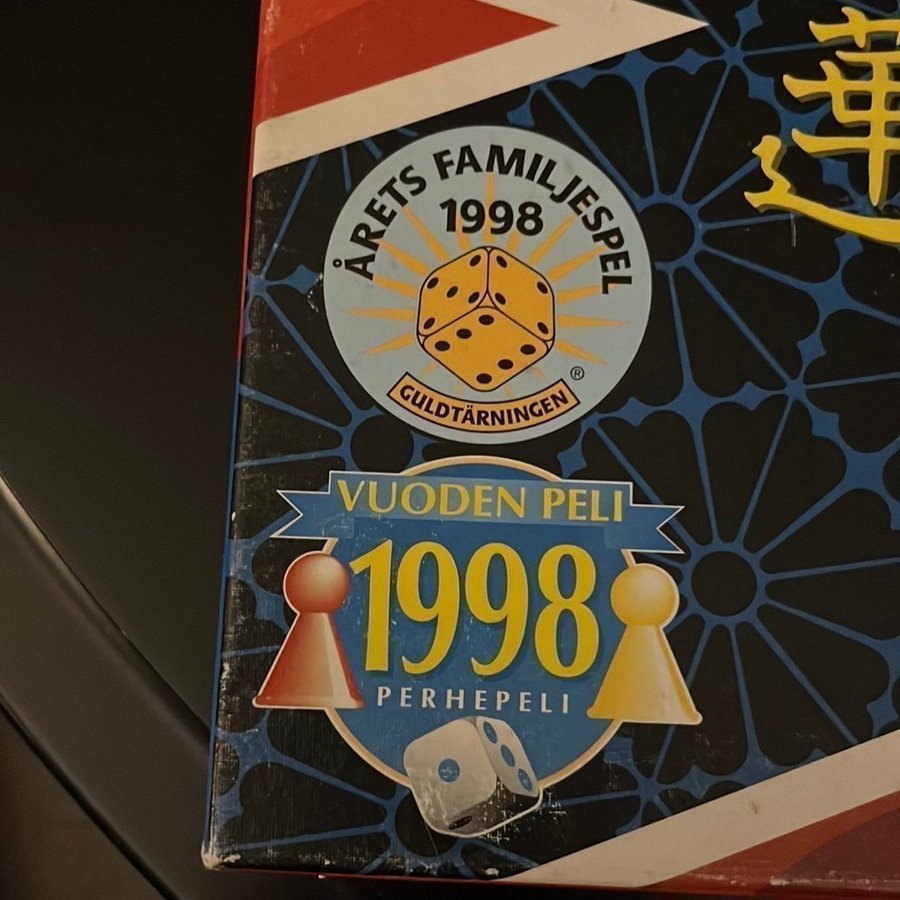 ÅRETS FAMILJESPEL
1998
GULDTÄRNINGEN
®
VUODEN PELI
1998
PERHEPELI